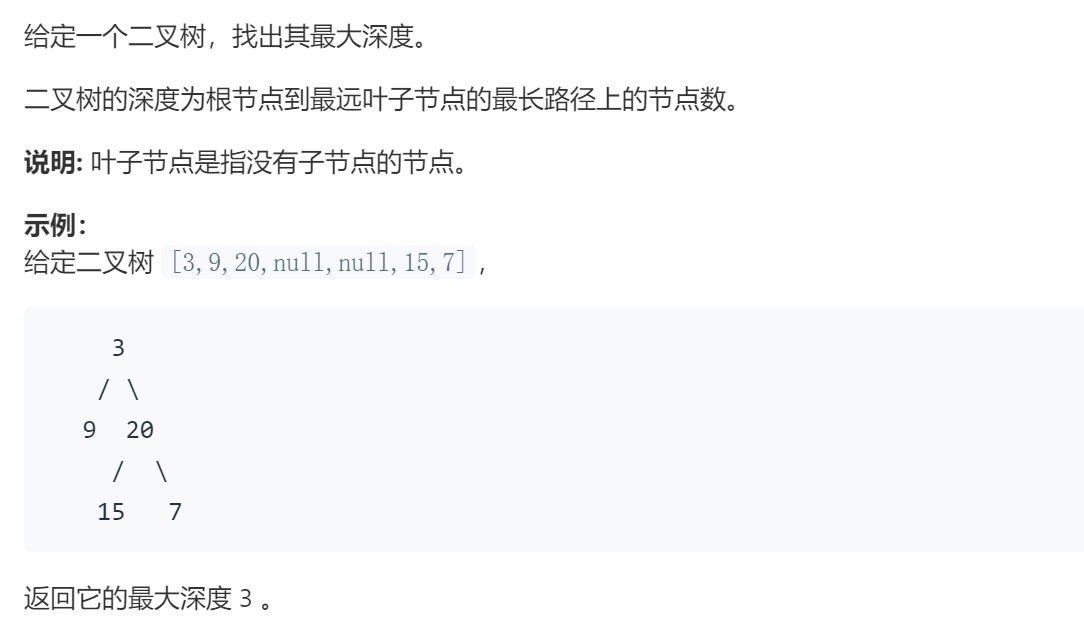 给定一个二叉树，找出其最大深度。
二叉树的深度为根节点到最远叶子节点的最长路径上的节点数。
说明: 叶子节点是指没有子节点的节点。
示例：
给定二叉树 [3,9,20,null,null,15,7]，
3
/ \
9 20
/ \
15 7
返回它的最大深度 3 。